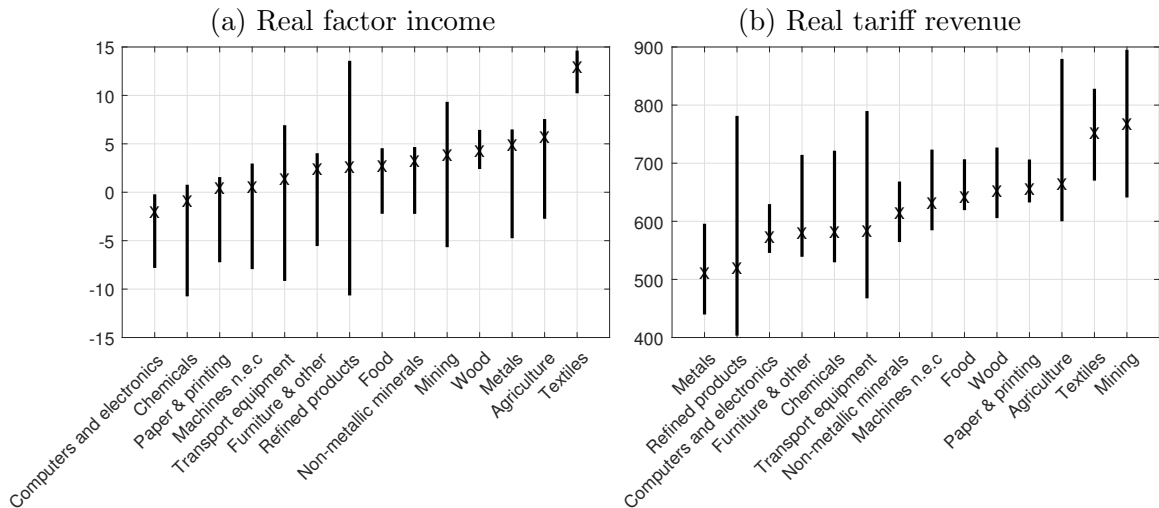 (a) Real factor income
15
10
5
0
-5
-10
-15
Computers and electronics
Chemicals
Paper & printing
Machines n.e.c
Transport equipment
Furniture & other
Refined products
Food
Non-metallic minerals
Mining
Wood
Metals
Agriculture
Textiles
(b) Real tariff revenue
900
800
700
600
500
400
Metals
Refined products
Computers and electronics
Furniture & other
Chemicals
Transport equipment
Non-metallic minerals
Machines n.e.c
Food
Wood
Paper & printing
Agriculture
Textiles
Mining